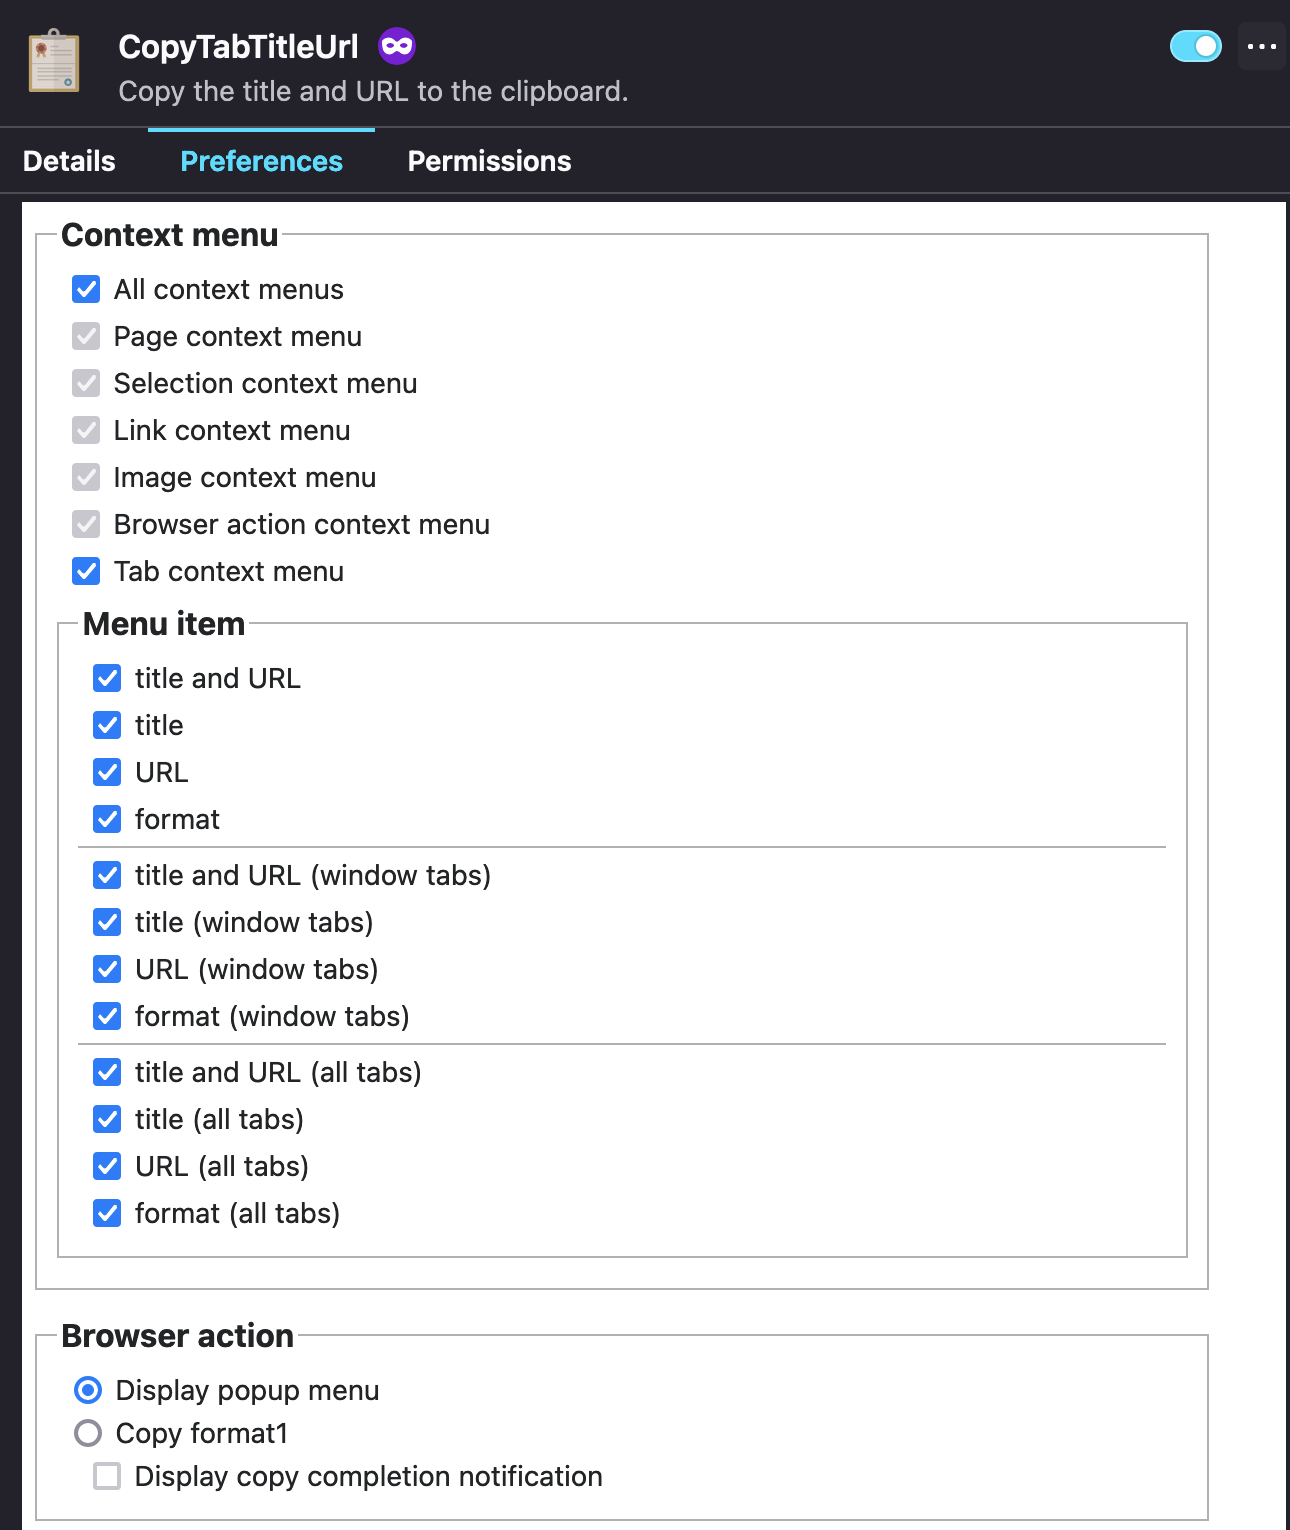 CopyTabTitleUrl
Copy the title and URL to the clipboard.
Details Preferences Permissions
Context menu
All context menus
Page context menu
Selection context menu
Link context menu
Image context menu
Browser action context menu
Tab context menu
Menu item
title and URL
title
URL
format
title and URL (window tabs)
title (window tabs)
URL (window tabs)
format (window tabs)
title and URL (all tabs)
title (all tabs)
URL (all tabs)
format (all tabs)
Browser action
Display popup menu
Copy format1
Display copy completion notification